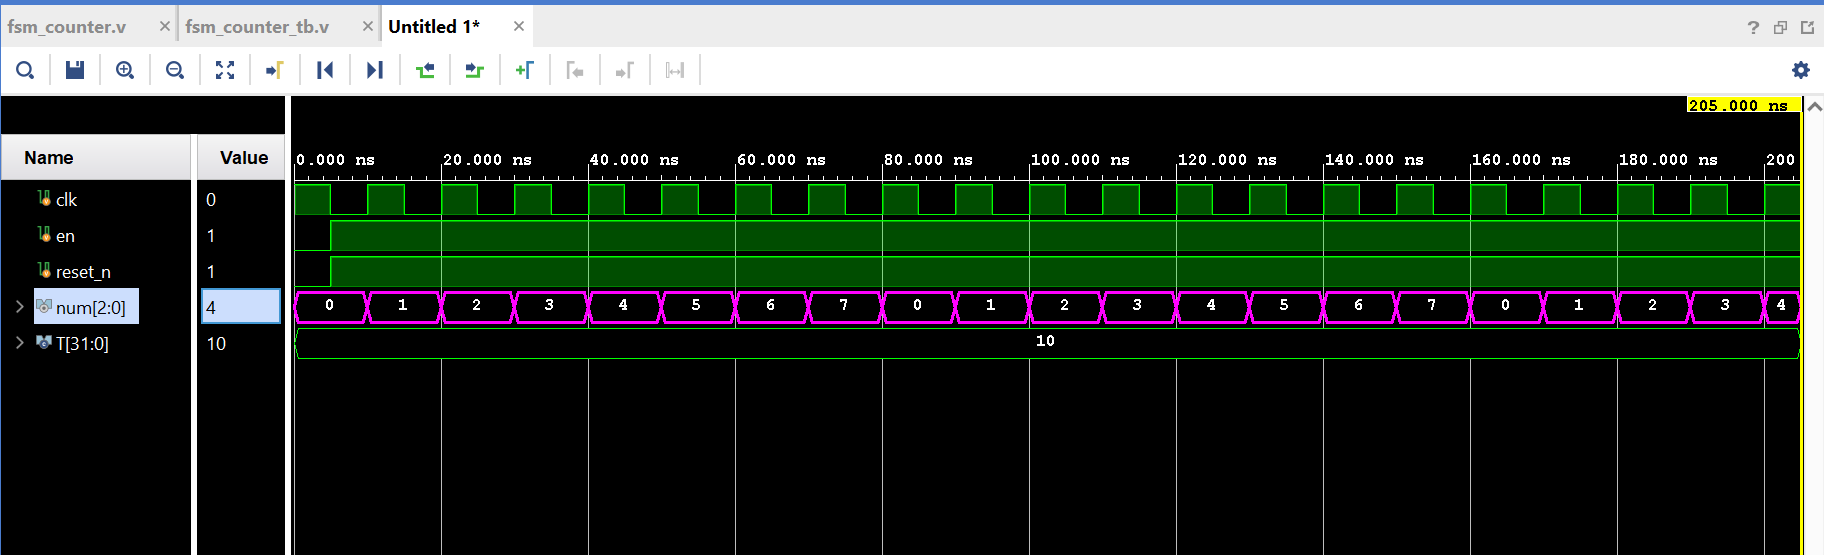 fsm_counter.v × fsm_counter_tb.v × Untitled 1* × ?
205.000 ns
Name Value 0.000 ns 20.000 ns 40.000 ns 60.000 ns 80.000 ns 100.000 ns 120.000 ns 140.000 ns 160.000 ns 180.000 ns 200
clk 0
en 1
reset_n 1
num[2:0] 4 0 1 2 3 4 5 6 7 0 1 2 3 4 5 6 7 0 1 2 3 4
T[31:0] 10 10